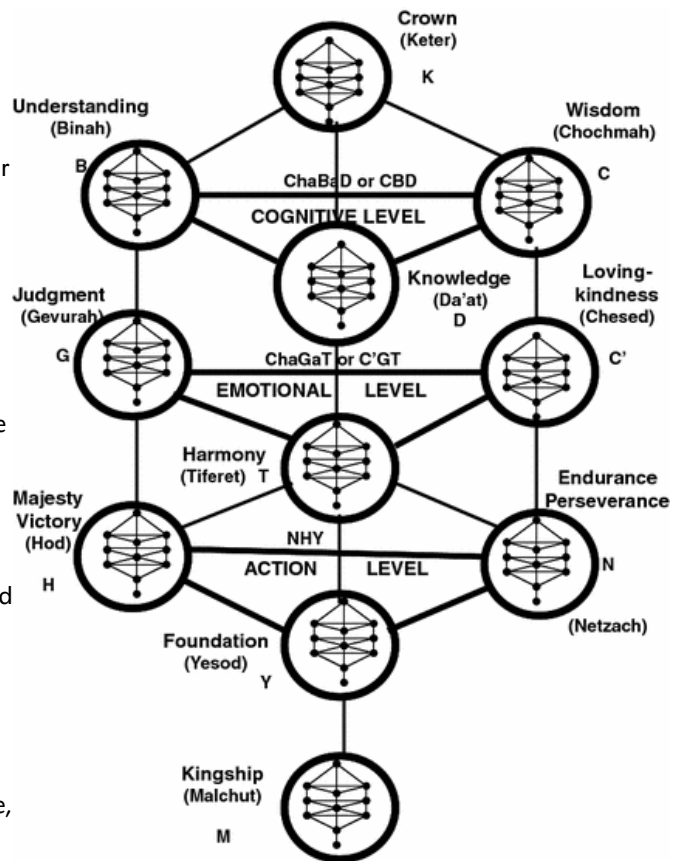 Crown
(Keter)
K
Understanding
(Binah)
B
Wisdom
(Chochmah)
C
r
ChaBaD or CBD
COGNITIVE LEVEL
Knowledge
(Da'at)
D
Judgment
(Gevurah)
G
Loving-
kindness
(Chesed)
C'
ChaGaT or C'GT
EMOTIONAL LEVEL
e
Harmony
(Tiferet) T
Majesty
Victory
(Hod)
H
Endurance
Perseverance
N
(Netzach)
NHY
ACTION LEVEL
d
Foundation
(Yesod)
Y
Kingship
(Malchut)
M
e,